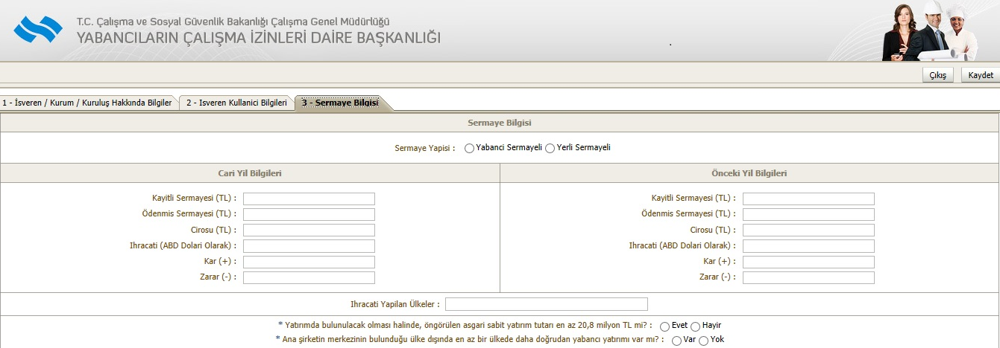 T.C. Çalışma ve Sosyal Güvenlik Bakanlığı Çalışma Genel Müdürlüğü
YABANCILARIN ÇALIŞMA İZİNLERİ DAİRE BAŞKANLIĞI
Çıkış Kaydet
1 - İsveren / Kurum / Kuruluş Hakkında Bilgiler 2 - Isveren Kullanici Bilgileri 3 - Sermaye Bilgisi
Sermaye Bilgisi
Sermaye Yapisi : Yabanci Sermayeli Yerli Sermayeli
Cari Yil Bilgileri Önceki Yil Bilgileri
Kayitli Sermayesi (TL) : Kayitli Sermayesi (TL) :
Ödenmis Sermayesi (TL) : Ödenmis Sermayesi (TL) :
Cirosu (TL) : Cirosu (TL) :
Ihracati (ABD Dolari Olarak) : Ihracati (ABD Dolari Olarak) :
Kar (+) : Kar (+) :
Zarar (-) : Zarar (-) :
Ihracati Yapilan Ülkeler :
* Yatırımda bulunulacak olması halinde, öngörülen asgari sabit yatırım tutarı en az 20,8 milyon TL mi? : Evet Hayir
* Ana şirketin merkezinin bulunduğu ülke dışında en az bir ülkede daha doğrudan yabancı yatırımı var mı? : Var Yok